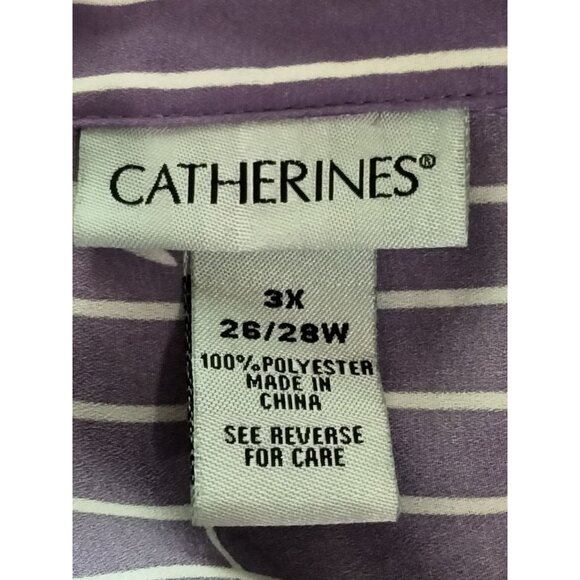 CATHERINES®
3X
26/28W
100%POLYESTER
MADE IN
CHINA
SEE REVERSE
FOR CARE